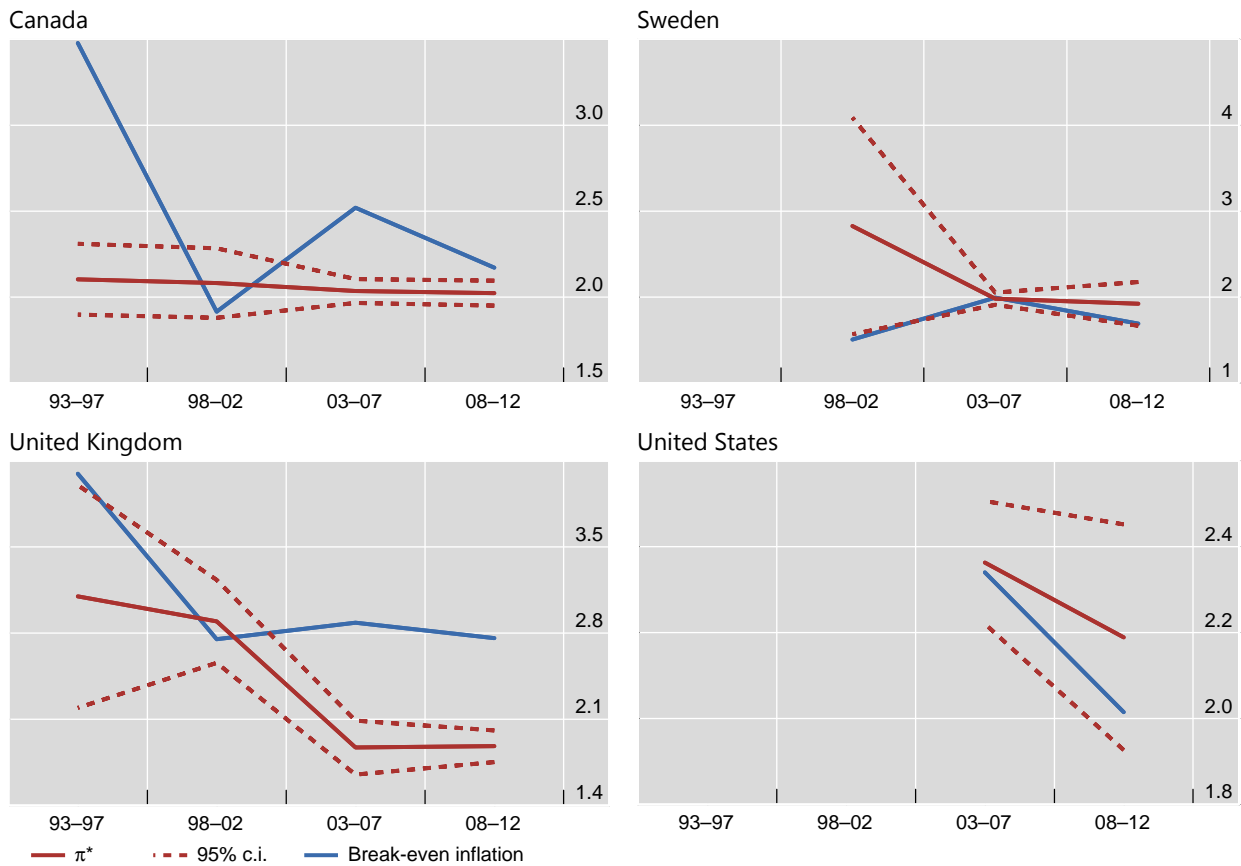 Canada
3.0
2.5
2.0
1.5
93–97 98–02 03–07 08–12
Sweden
4
3
2
1
93–97 98–02 03–07 08–12
United Kingdom
3.5
2.8
2.1
1.4
93–97 98–02 03–07 08–12
United States
2.4
2.2
2.0
1.8
93–97 98–02 03–07 08–12
π* 95% c.i. Break-even inflation